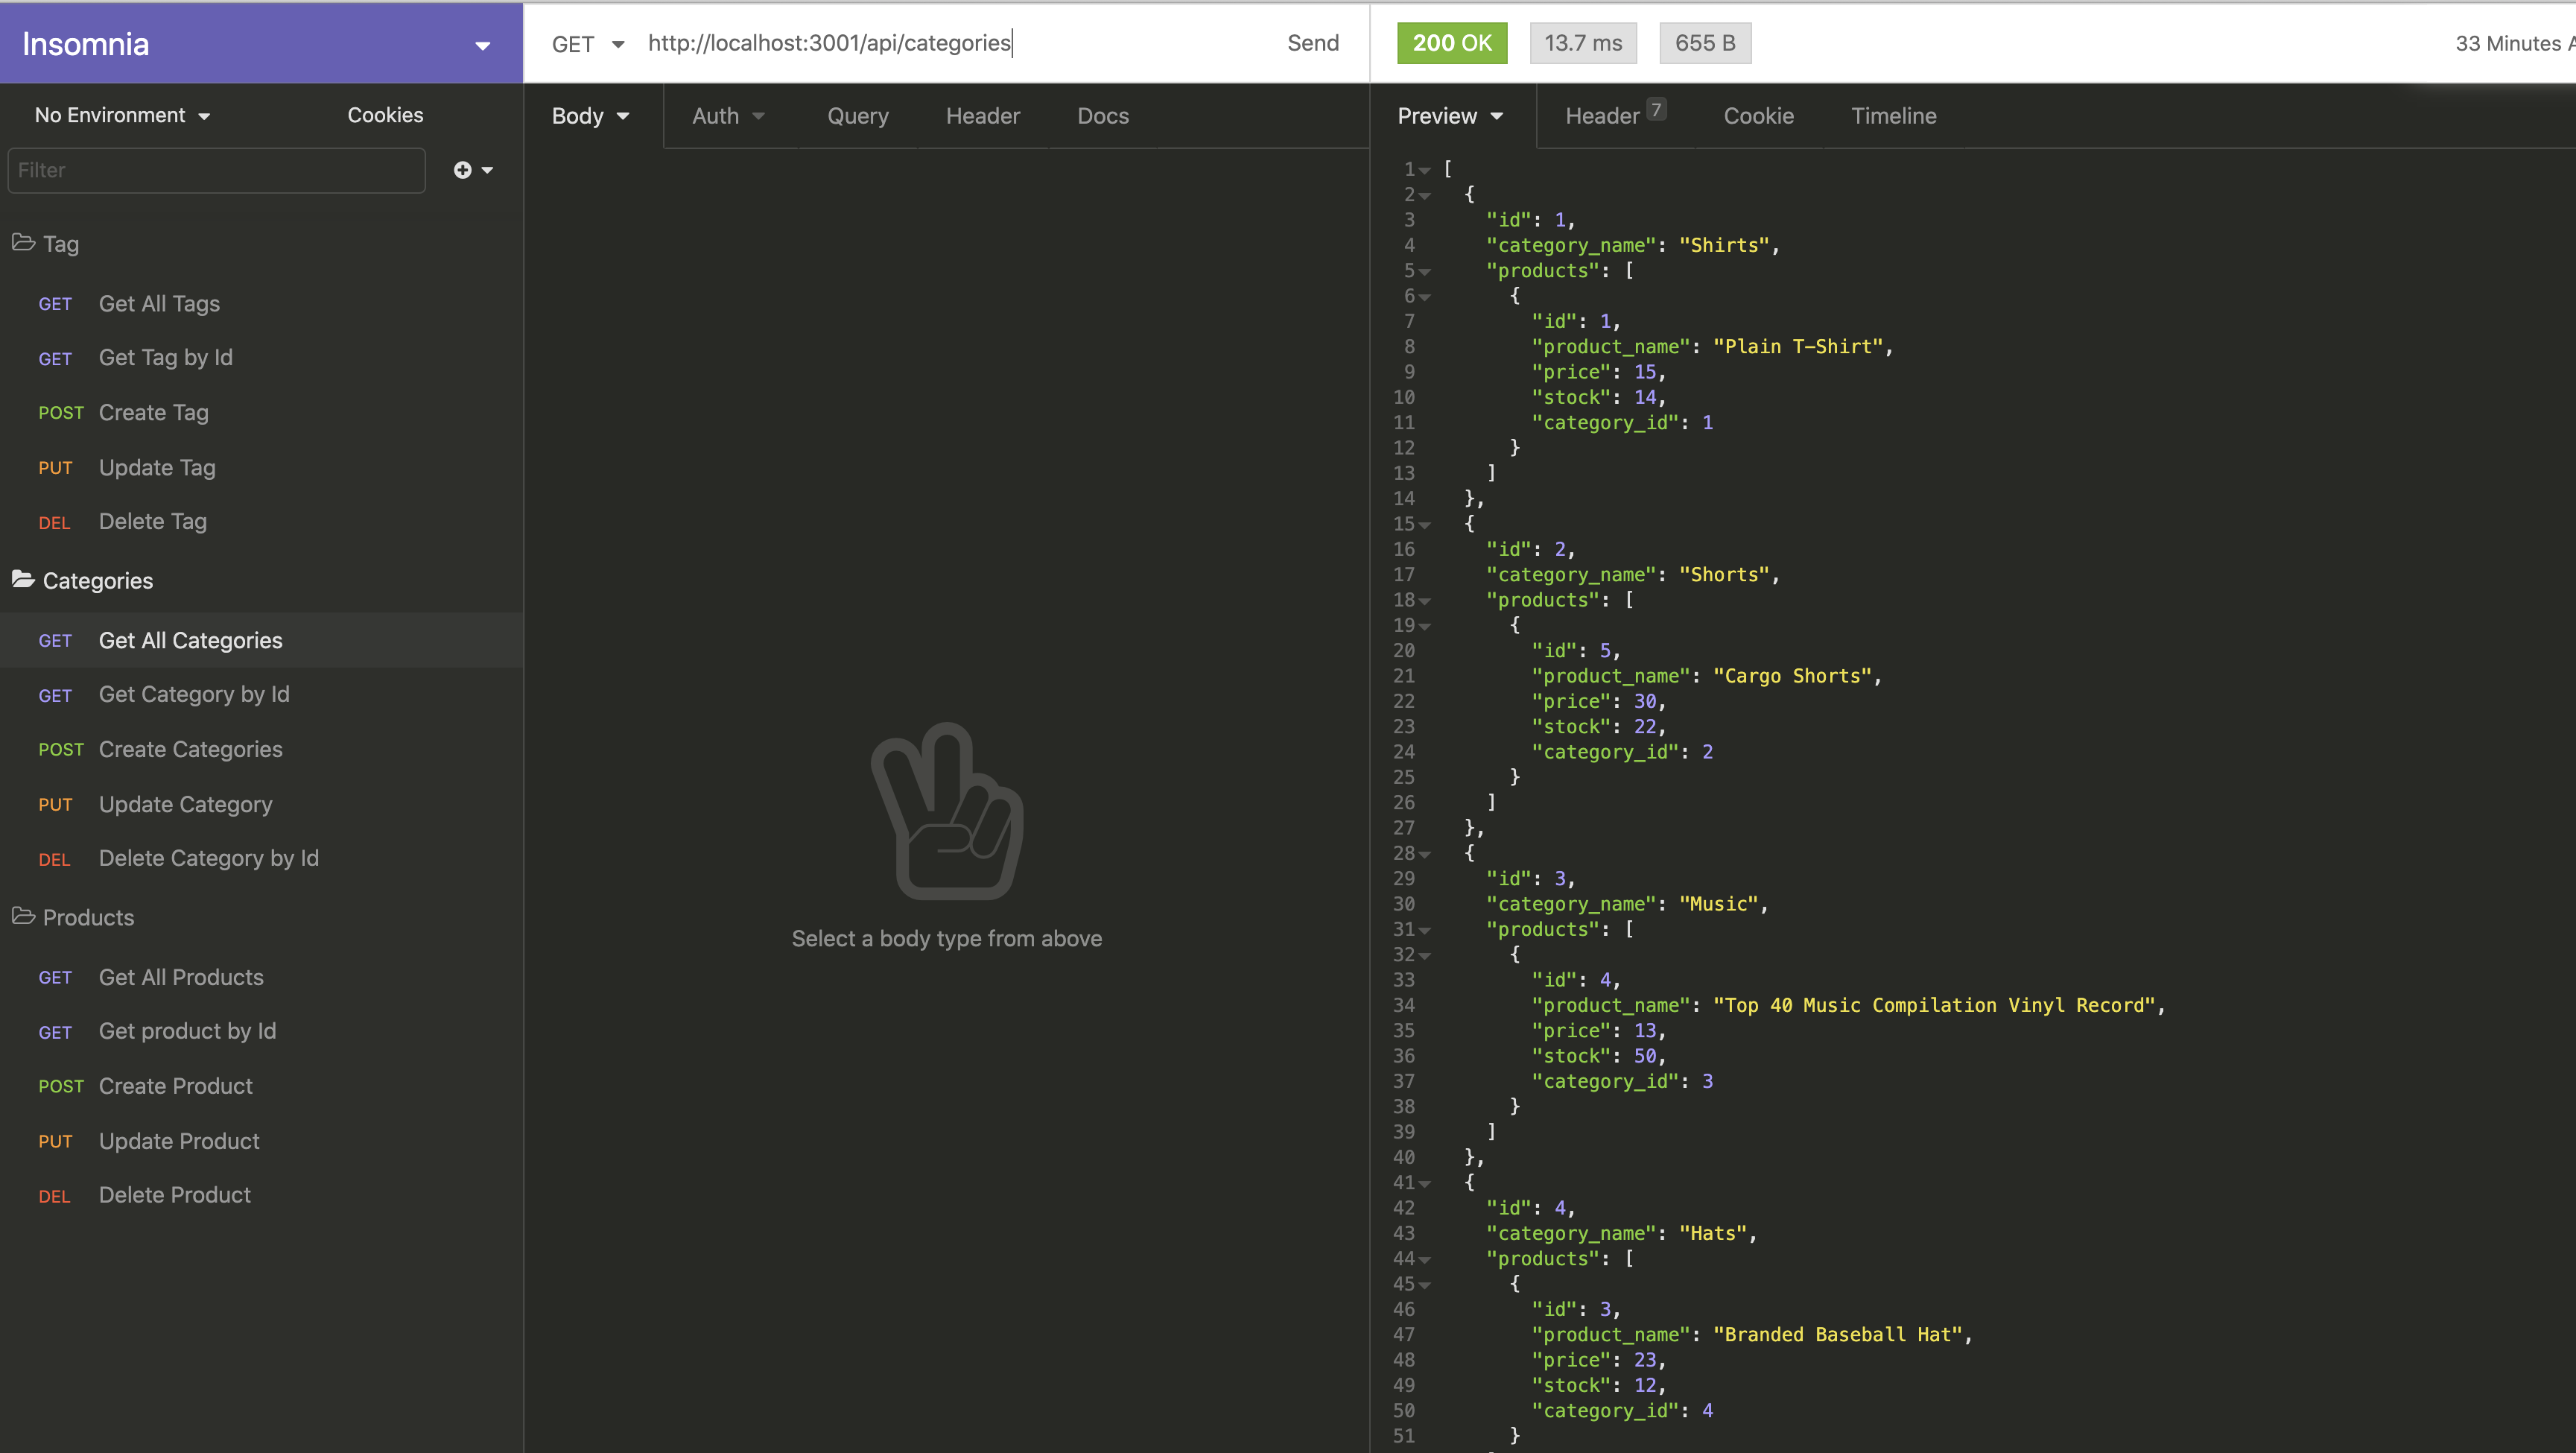 Insomnia
GET http://localhost:3001/api/categories Send
200 OK 13.7 ms 655 B 33 Minutes
No Environment Cookies
Filter
Tag
GET Get All Tags
GET Get Tag by Id
POST Create Tag
PUT Update Tag
DEL Delete Tag
Categories
GET Get All Categories
GET Get Category by Id
POST Create Categories
PUT Update Category
DEL Delete Category by Id
Products
GET Get All Products
GET Get product by Id
POST Create Product
PUT Update Product
DEL Delete Product
Body Auth Query Header Docs
Select a body type from above
Preview Header 7 Cookie Timeline
1 [
2 {
3 "id": 1,
4 "category_name": "Shirts",
5 "products": [
6 {
7 "id": 1,
8 "product_name": "Plain T-Shirt",
9 "price": 15,
10 "stock": 14,
11 "category_id": 1
12 }
13 ]
14 },
15 {
16 "id": 2,
17 "category_name": "Shorts",
18 "products": [
19 {
20 "id": 5,
21 "product_name": "Cargo Shorts",
22 "price": 30,
23 "stock": 22,
24 "category_id": 2
25 }
26 ]
27 },
28 {
29 "id": 3,
30 "category_name": "Music",
31 "products": [
32 {
33 "id": 4,
34 "product_name": "Top 40 Music Compilation Vinyl Record",
35 "price": 13,
36 "stock": 50,
37 "category_id": 3
38 }
39 ]
40 },
41 {
42 "id": 4,
43 "category_name": "Hats",
44 "products": [
45 {
46 "id": 3,
47 "product_name": "Branded Baseball Hat",
48 "price": 23,
49 "stock": 12,
50 "category_id": 4
51 }